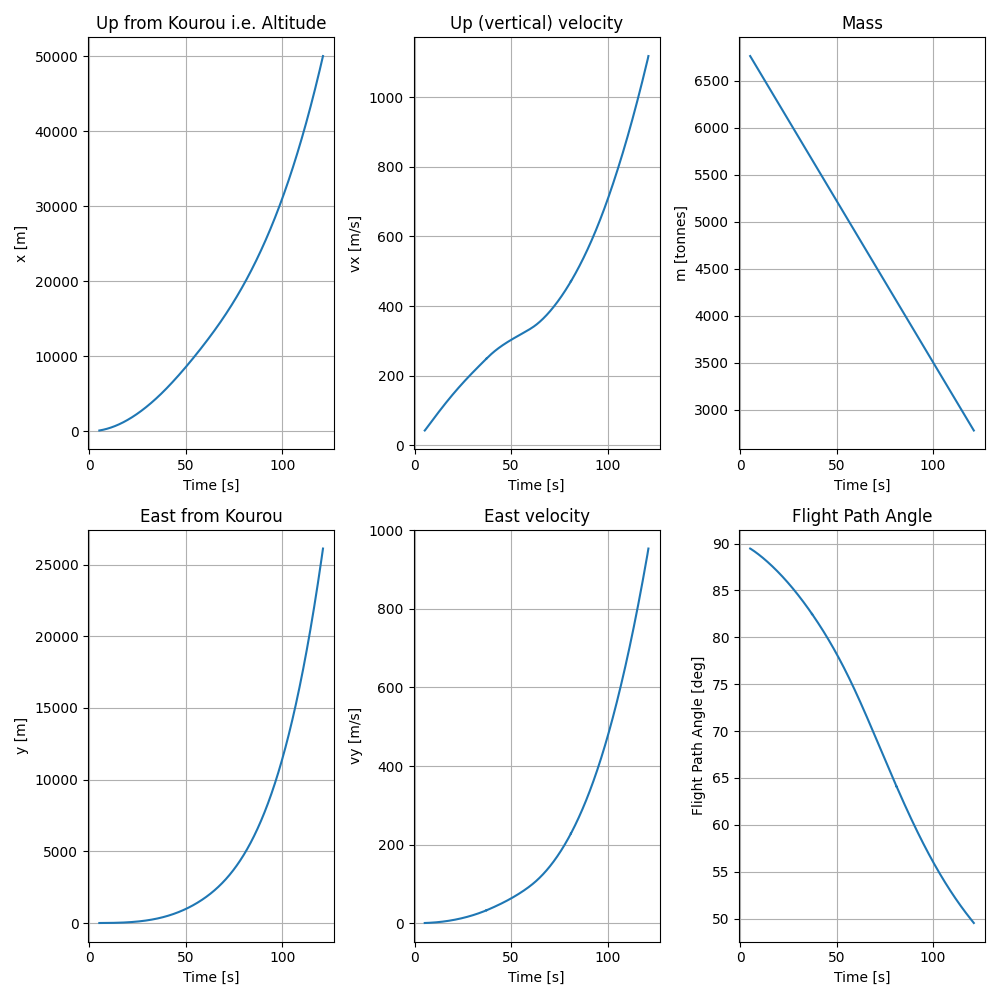 Up from Kourou i.e. Altitude
x [m]
50000
40000
30000
20000
10000
0
0 50 100
Time [s]
Up (vertical) velocity
vx [m/s]
1000
800
600
400
200
0
0 50 100
Time [s]
Mass
m [tonnes]
6500
6000
5500
5000
4500
4000
3500
3000
0 50 100
Time [s]
East from Kourou
y [m]
25000
20000
15000
10000
5000
0
0 50 100
Time [s]
East velocity
vy [m/s]
1000
800
600
400
200
0
0 50 100
Time [s]
Flight Path Angle
Flight Path Angle [deg]
90
85
80
75
70
65
60
55
50
0 50 100
Time [s]